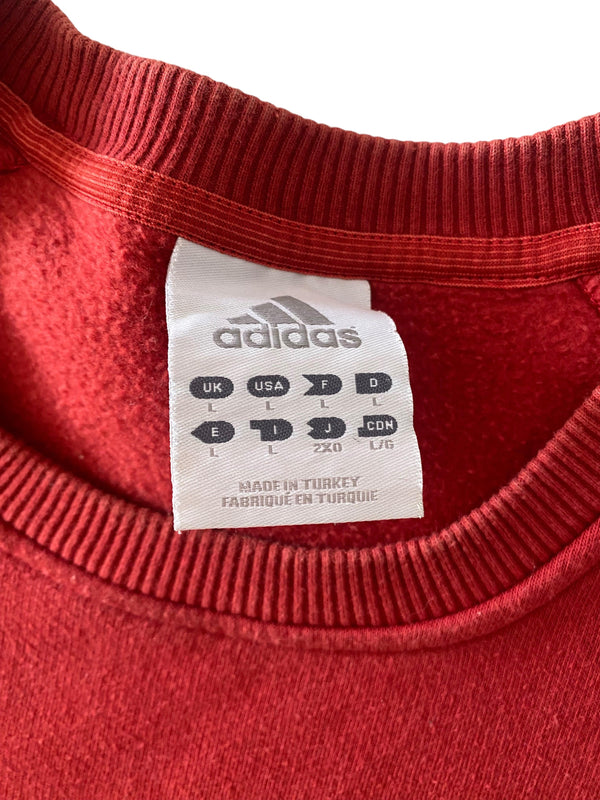 adidas
UK USA F D
L L L L
E I J CDN
L L 2XO L/G
MADE IN TURKEY
FABRIQUÉ EN TURQUIE